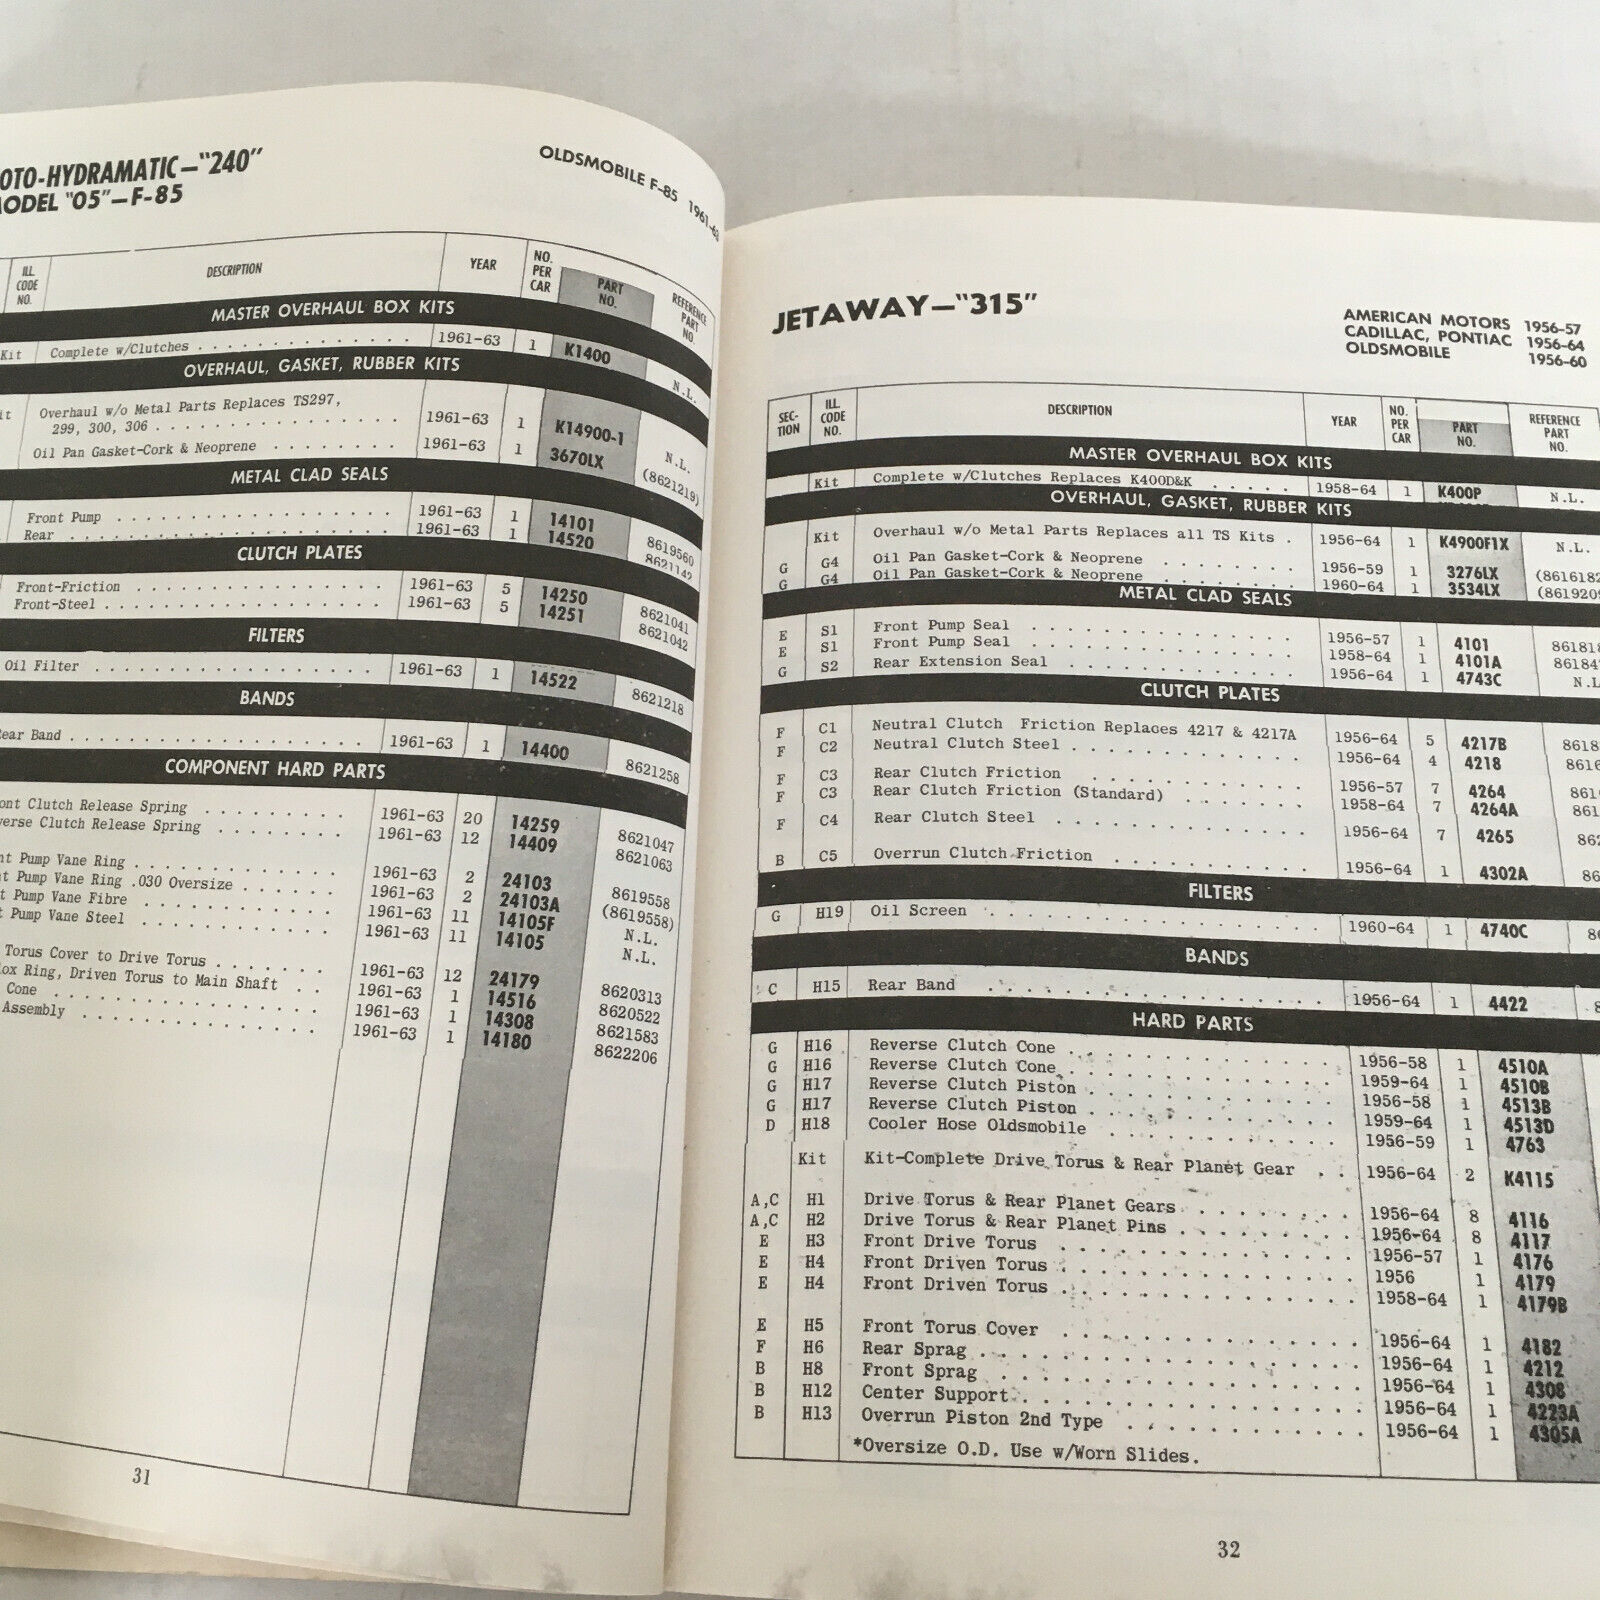 OTO-HYDRAMATIC—"240"
MODEL "05"—F-85
OLDSMOBILE F-85 1961-63
ILL. CODE NO. DESCRIPTION YEAR NO. PER CAR PART NO. REFERENCE PART NO.
MASTER OVERHAUL BOX KITS
Kit Complete w/Clutches 1961-63 1 K1400 N.L.
OVERHAUL, GASKET, RUBBER KITS
it Overhaul w/o Metal Parts Replaces TS297,
299, 300, 306 1961-63 1 K14900-1 N.L.
Oil Pan Gasket-Cork & Neoprene 1961-63 1 3670LX (8621219)
METAL CLAD SEALS
Front Pump 1961-63 1 14101 8619560
Rear 1961-63 1 14520 8621142
CLUTCH PLATES
Front-Friction 1961-63 5 14250 8621041
Front-Steel 1961-63 5 14251 8621042
FILTERS
Oil Filter 1961-63 1 14522 8621218
BANDS
ear Band 1961-63 1 14400 8621258
COMPONENT HARD PARTS
ont Clutch Release Spring 1961-63 20 14259 8621047
verse Clutch Release Spring 1961-63 12 14409 8621063
nt Pump Vane Ring 1961-63 2 24103 8619558
t Pump Vane Ring .030 Oversize 1961-63 2 24103A (8619558)
t Pump Vane Fibre 1961-63 11 14105F N.L.
t Pump Vane Steel 1961-63 11 14105 N.L.
Torus Cover to Drive Torus 1961-63 12 24179 8620313
ox Ring, Driven Torus to Main Shaft 1961-63 1 14516 8620522
Cone 1961-63 1 14308 8621583
Assembly 1961-63 1 14180 8622206
31
JETAWAY—"315"
AMERICAN MOTORS 1956-57
CADILLAC, PONTIAC 1956-64
OLDSMOBILE 1956-60
SEC-TION ILL. CODE NO. DESCRIPTION YEAR NO. PER CAR PART NO. REFERENCE PART NO.
MASTER OVERHAUL BOX KITS
Kit Complete w/Clutches Replaces K400D&K 1958-64 1 K400P N.L.
OVERHAUL, GASKET, RUBBER KITS
Kit Overhaul w/o Metal Parts Replaces all TS Kits . 1956-64 1 K4900F1X N.L.
G G4 Oil Pan Gasket-Cork & Neoprene 1956-59 1 3276LX (8616182
G G4 Oil Pan Gasket-Cork & Neoprene 1960-64 1 3534LX (8619209
METAL CLAD SEALS
E S1 Front Pump Seal 1956-57 1 4101 861818
E S1 Front Pump Seal 1958-64 1 4101A 86184
G S2 Rear Extension Seal 1956-64 1 4743C N.L
CLUTCH PLATES
F C1 Neutral Clutch Friction Replaces 4217 & 4217A 1956-64 5 4217B 8618
F C2 Neutral Clutch Steel 1956-64 4 4218 8616
F C3 Rear Clutch Friction 1956-57 7 4264 861
F C3 Rear Clutch Friction (Standard) 1958-64 7 4264A 861
F C4 Rear Clutch Steel 1956-64 7 4265 862
B C5 Overrun Clutch Friction 1956-64 1 4302A 86
FILTERS
G H19 Oil Screen 1960-64 1 4740C 8
BANDS
C H15 Rear Band 1956-64 1 4422 8
HARD PARTS
G H16 Reverse Clutch Cone 1956-58 1 4510A
G H16 Reverse Clutch Cone 1959-64 1 4510B
G H17 Reverse Clutch Piston 1956-58 1 4513B
G H17 Reverse Clutch Piston 1959-64 1 4513D
D H18 Cooler Hose Oldsmobile 1956-59 1 4763
Kit Kit-Complete Drive Torus & Rear Planet Gear 1956-64 2 K4115
A,C H1 Drive Torus & Rear Planet Gears 1956-64 8 4116
A,C H2 Drive Torus & Rear Planet Pins 1956-64 8 4117
E H3 Front Drive Torus 1956-57 1 4176
E H4 Front Driven Torus 1956 1 4179
E H4 Front Driven Torus 1958-64 1 4179B
E H5 Front Torus Cover 1956-64 1 4182
F H6 Rear Sprag 1956-64 1 4212
B H8 Front Sprag 1956-64 1 4308
B H12 Center Support 1956-64 1 4223A
B H13 Overrun Piston 2nd Type 1956-64 1 4305A
*Oversize O.D. Use w/Worn Slides.
32